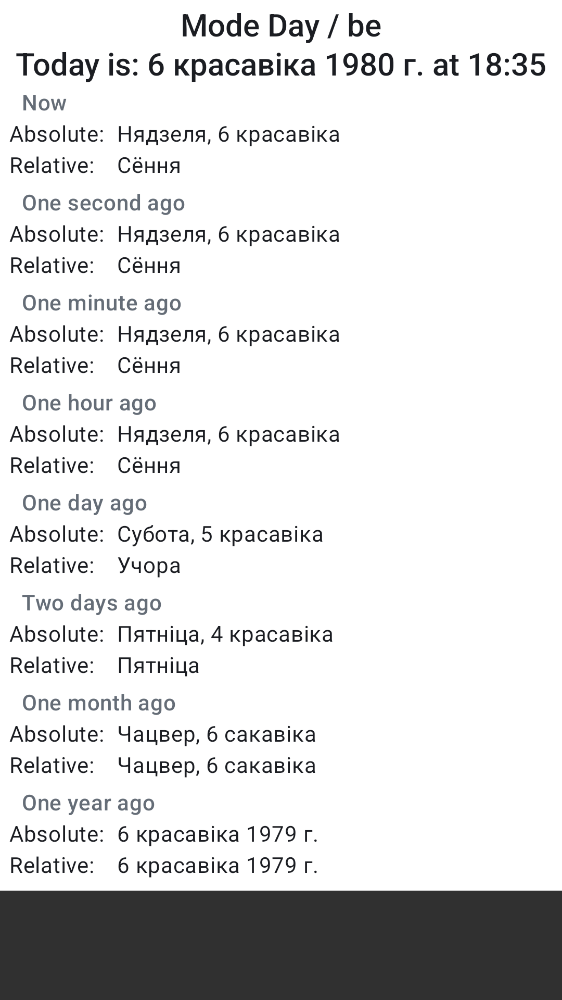 Mode Day / be
Today is: 6 красавіка 1980 г. at 18:35
Now
Absolute: Нядзеля, 6 красавіка
Relative: Сёння
One second ago
Absolute: Нядзеля, 6 красавіка
Relative: Сёння
One minute ago
Absolute: Нядзеля, 6 красавіка
Relative: Сёння
One hour ago
Absolute: Нядзеля, 6 красавіка
Relative: Сёння
One day ago
Absolute: Субота, 5 красавіка
Relative: Учора
Two days ago
Absolute: Пятніца, 4 красавіка
Relative: Пятніца
One month ago
Absolute: Чацвер, 6 сакавіка
Relative: Чацвер, 6 сакавіка
One year ago
Absolute: 6 красавіка 1979 г.
Relative: 6 красавіка 1979 г.